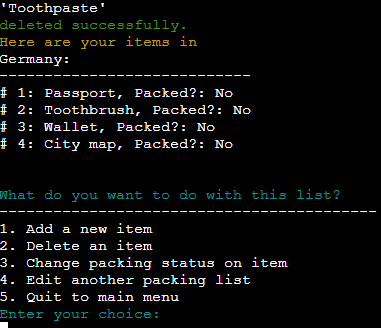 'Toothpaste'
deleted successfully.
Here are your items in
Germany:
---------------------------
# 1: Passport, Packed?: No
# 2: Toothbrush, Packed?: No
# 3: Wallet, Packed?: No
# 4: City map, Packed?: No
What do you want to do with this list?
-----------------------------------------
1. Add a new item
2. Delete an item
3. Change packing status on item
4. Edit another packing list
5. Quit to main menu
Enter your choice: